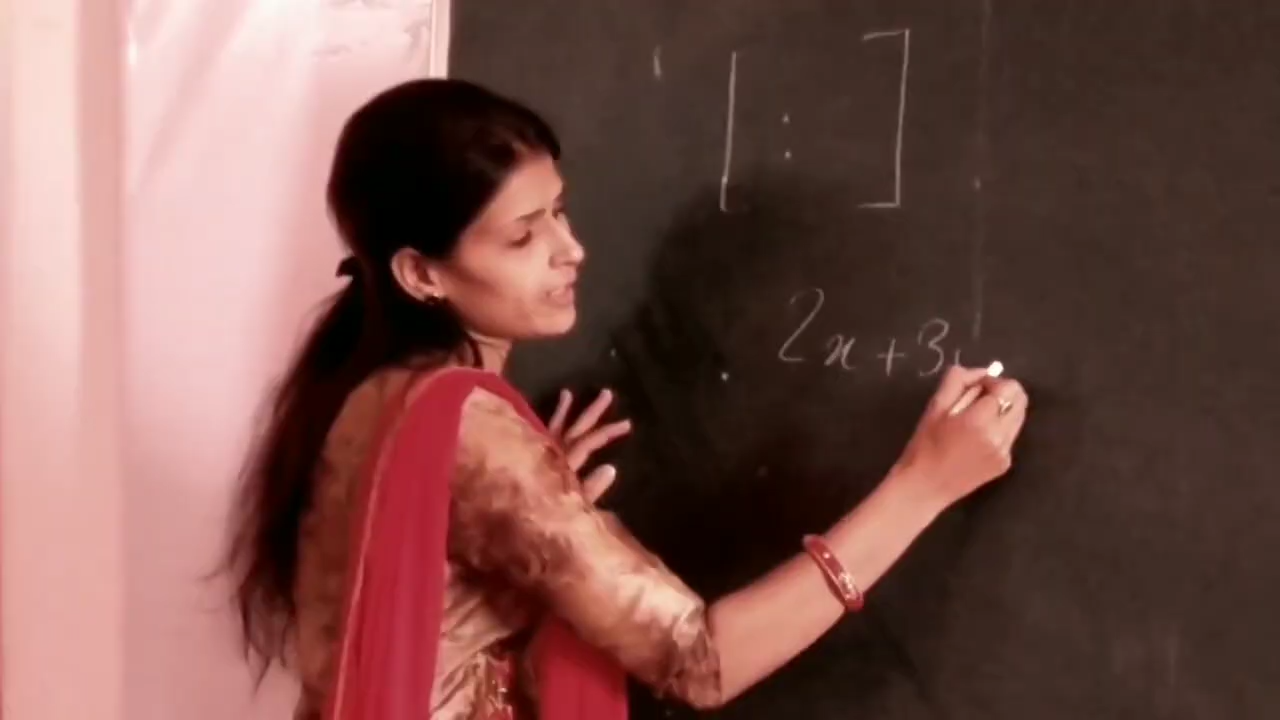 [ : ]
2x + 3